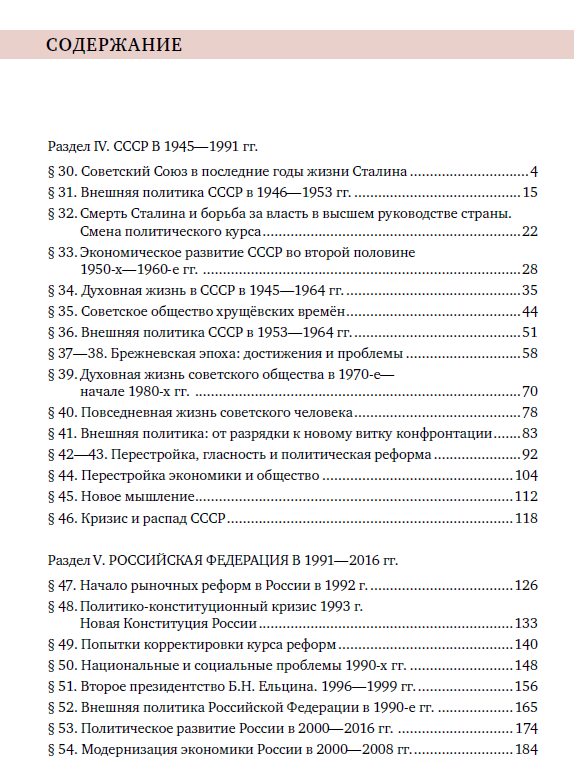 СОДЕРЖАНИЕ
Раздел IV. СССР В 1945—1991 гг.
§ 30. Советский Союз в последние годы жизни Сталина ..............................4
§ 31. Внешняя политика СССР в 1946—1953 гг. ..........................................15
§ 32. Смерть Сталина и борьба за власть в высшем руководстве страны.
Смена политического курса................................................................22
§ 33. Экономическое развитие СССР во второй половине
1950-х—1960-е гг. ..............................................................................28
§ 34. Духовная жизнь в СССР в 1945—1964 гг. ...........................................35
§ 35. Советское общество хрущёвских времён...........................................44
§ 36. Внешняя политика СССР в 1953—1964 гг. ..........................................51
§ 37—38. Брежневская эпоха: достижения и проблемы .............................58
§ 39. Духовная жизнь советского общества в 1970-е—
начале 1980-х гг. ................................................................................70
§ 40. Повседневная жизнь советского человека.........................................78
§ 41. Внешняя политика: от разрядки к новому витку конфронтации.......83
§ 42—43. Перестройка, гласность и политическая реформа ......................92
§ 44. Перестройка экономики и общество ................................................104
§ 45. Новое мышление...............................................................................112
§ 46. Кризис и распад СССР .......................................................................118
Раздел V. РОССИЙСКАЯ ФЕДЕРАЦИЯ В 1991—2016 гг.
§ 47. Начало рыночных реформ в России в 1992 г. ....................................126
§ 48. Политико-конституционный кризис 1993 г.
Новая Конституция России................................................................133
§ 49. Попытки корректировки курса реформ ............................................140
§ 50. Национальные и социальные проблемы 1990-х гг. ..........................148
§ 51. Второе президентство Б.Н. Ельцина. 1996—1999 гг. ........................156
§ 52. Внешняя политика Российской Федерации в 1990-е гг. ...................165
§ 53. Политическое развитие России в 2000—2016 гг. .............................174
§ 54. Модернизация экономики России в 2000—2008 гг. .........................184